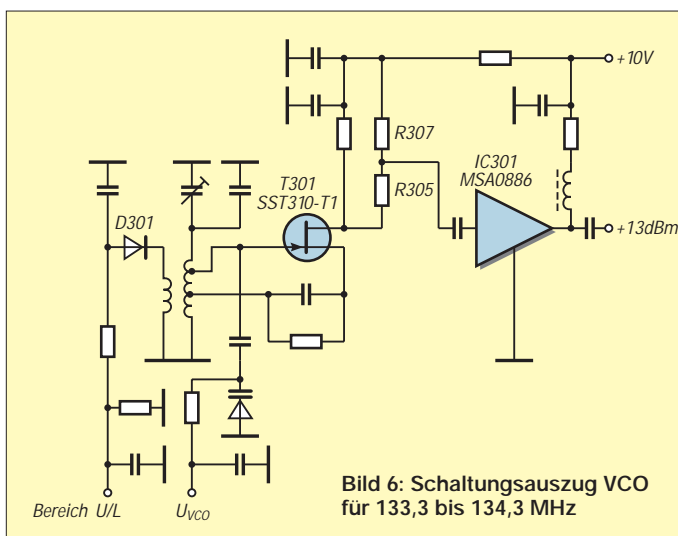 +10V
R307
R305
IC301
MSA0886
T301
SST310-T1
D301
+13dBm
Bereich U/L
UVCO
Bild 6: Schaltungsauszug VCO
für 133,3 bis 134,3 MHz